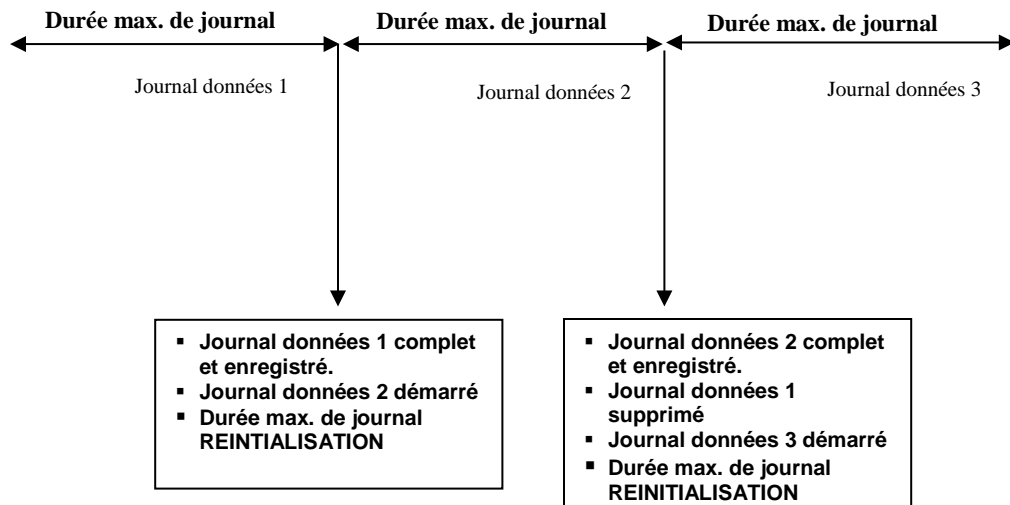 Durée max. de journal
Durée max. de journal
Durée max. de journal
Journal données 1
Journal données 2
Journal données 3
▪ Journal données 1 complet
et enregistré.
▪ Journal données 2 démarré
▪ Durée max. de journal
REINTIALISATION
▪ Journal données 2 complet
et enregistré.
▪ Journal données 1
supprimé
▪ Journal données 3 démarré
▪ Durée max. de journal
REINITIALISATION